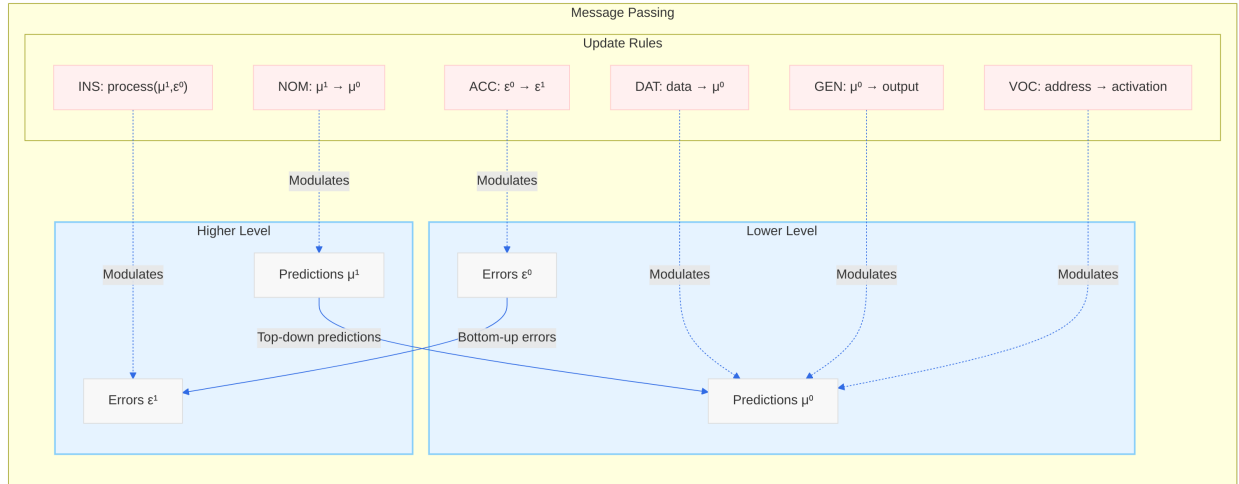 Message Passing
Update Rules
INS: process(μ¹,ε⁰)
NOM: μ¹ → μ⁰
ACC: ε⁰ → ε¹
DAT: data → μ⁰
GEN: μ⁰ → output
VOC: address → activation
Modulates
Modulates
Higher Level
Lower Level
Modulates
Predictions μ¹
Errors ε⁰
Modulates
Modulates
Modulates
Top-down predictions
Bottom-up errors
Errors ε¹
Predictions μ⁰